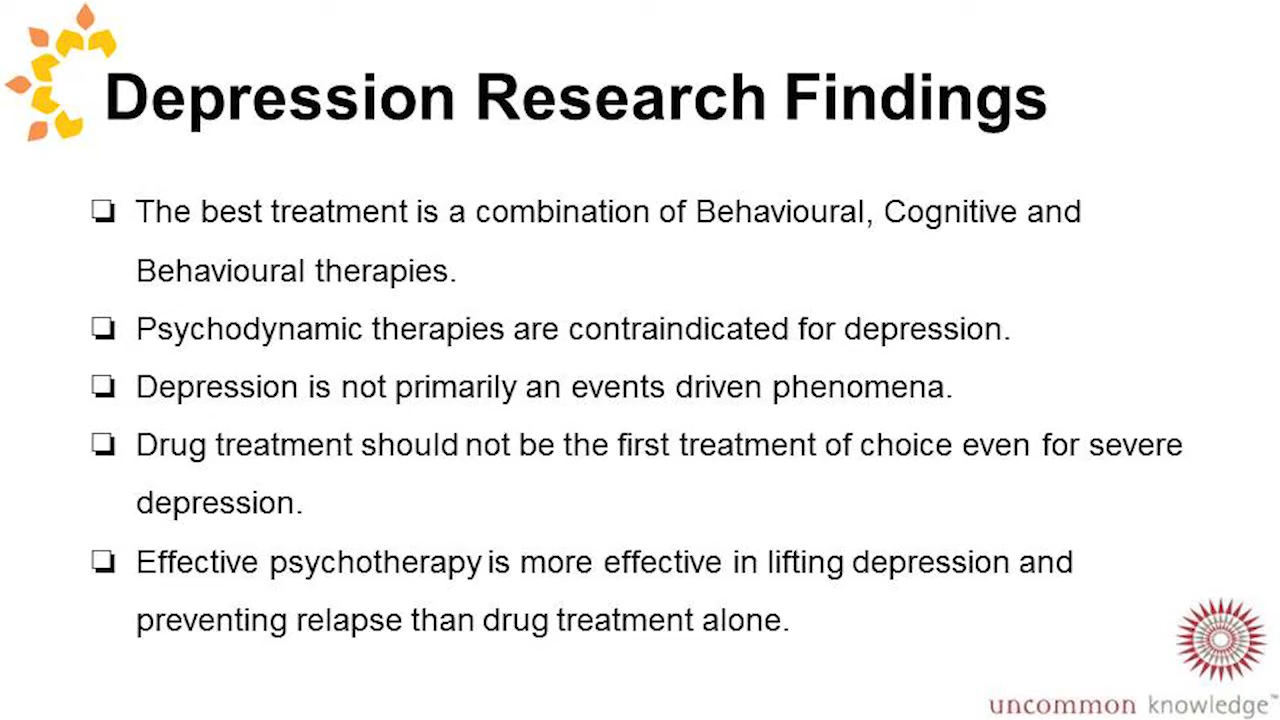 Depression Research Findings
❏ The best treatment is a combination of Behavioural, Cognitive and
Behavioural therapies.
❏ Psychodynamic therapies are contraindicated for depression.
❏ Depression is not primarily an events driven phenomena.
❏ Drug treatment should not be the first treatment of choice even for severe
depression.
❏ Effective psychotherapy is more effective in lifting depression and
preventing relapse than drug treatment alone.
uncommon knowledge™